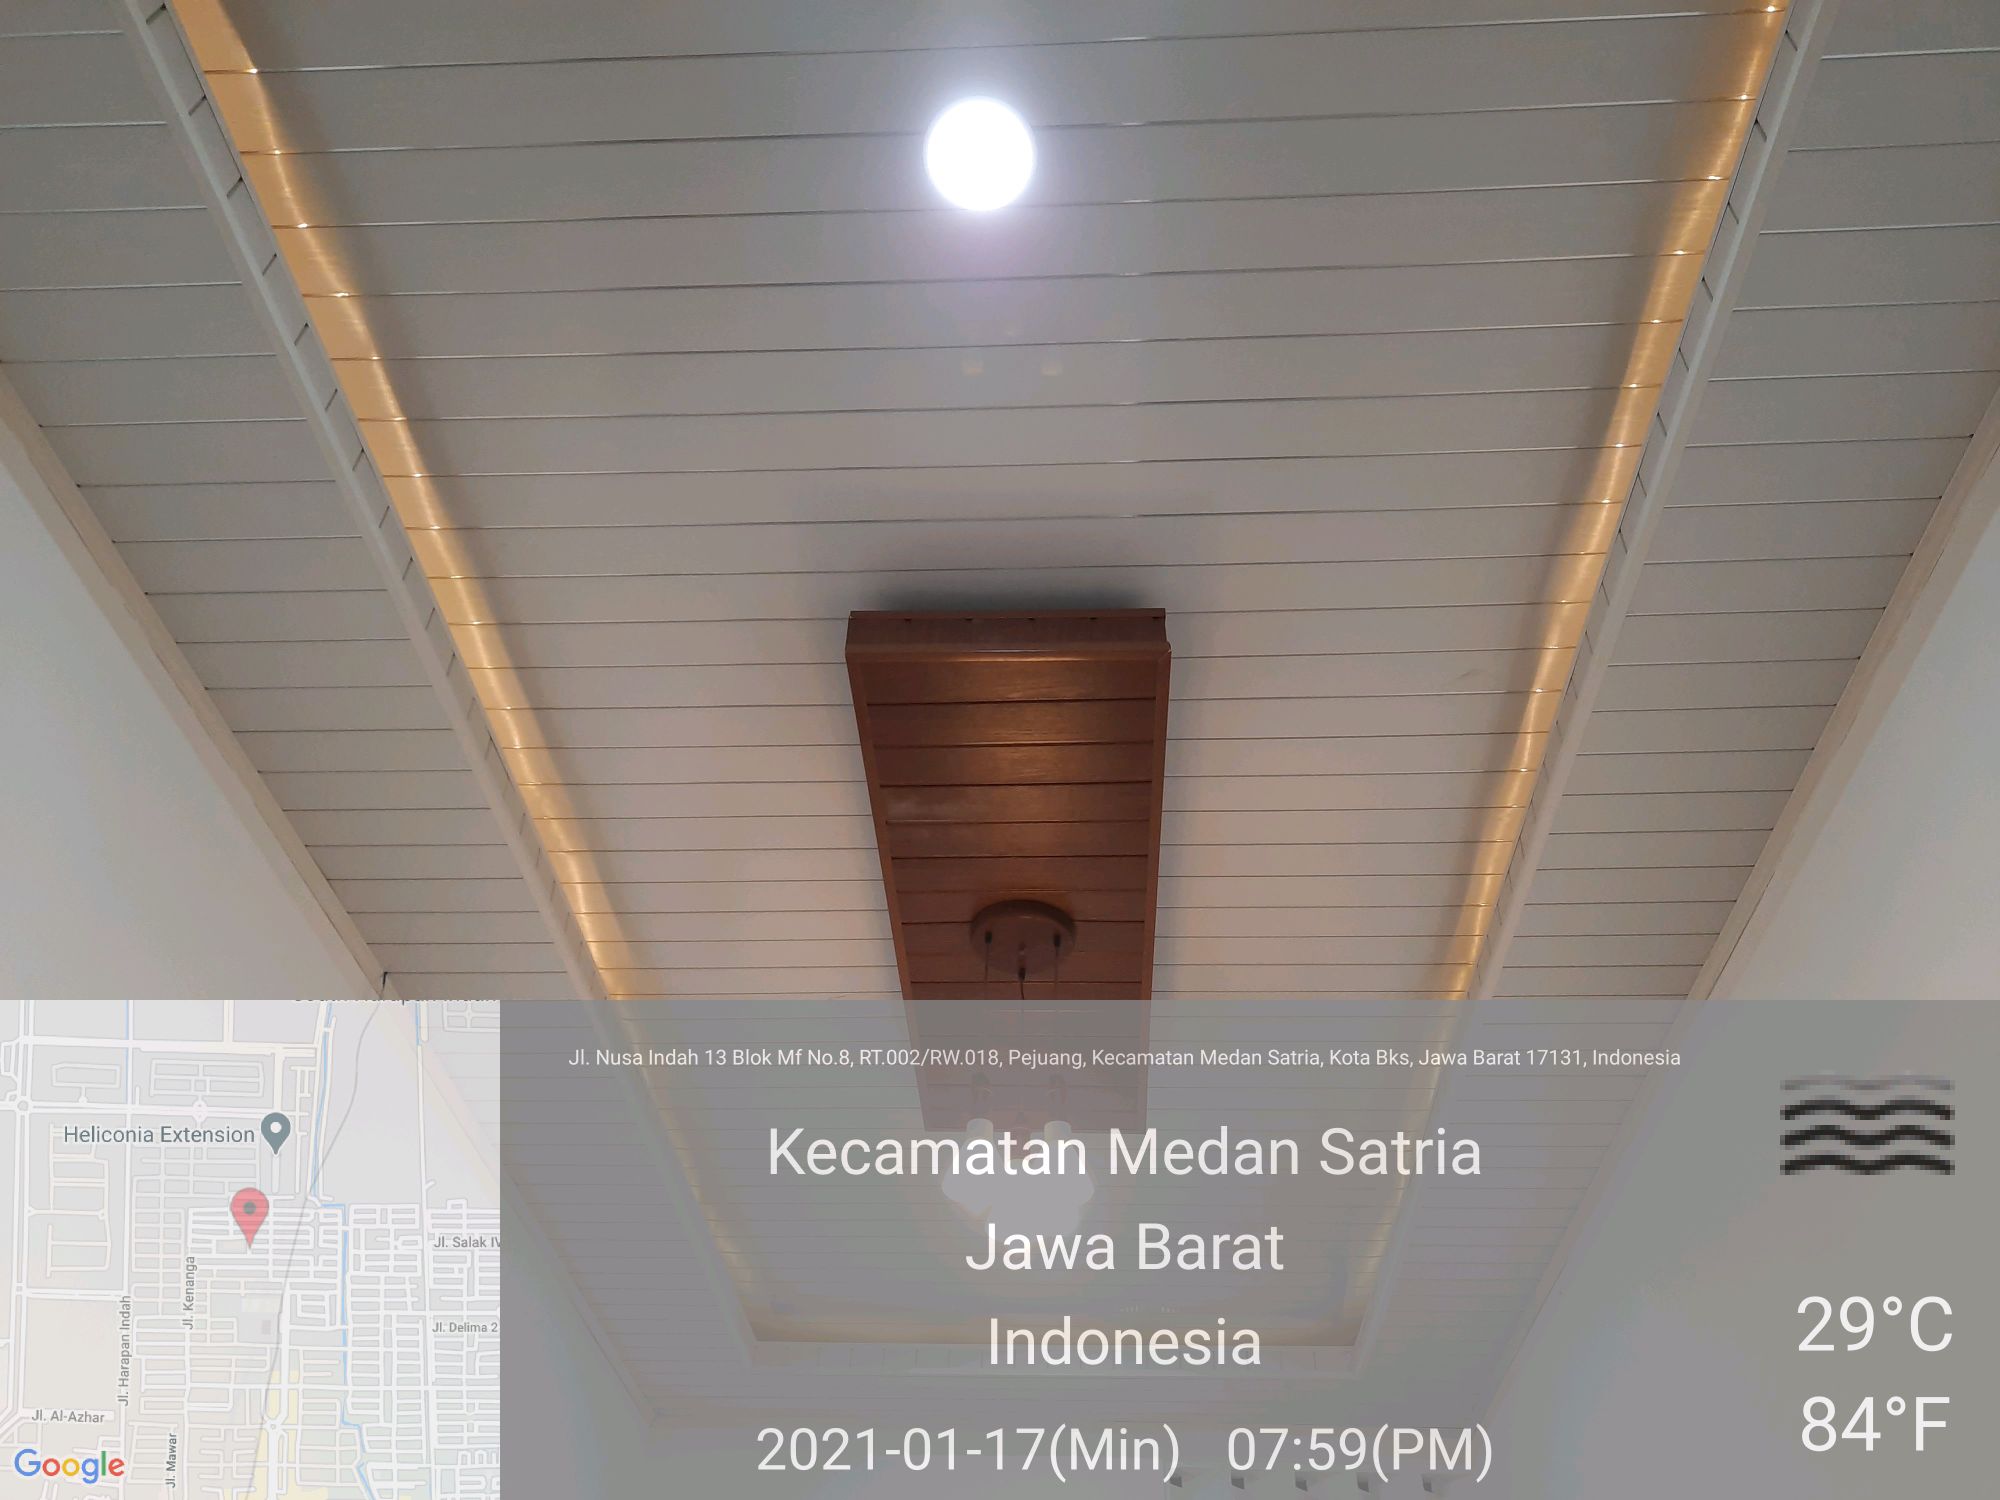 Jl. Nusa Indah 13 Blok Mf No.8, RT.002/RW.018, Pejuang, Kecamatan Medan Satria, Kota Bks, Jawa Barat 17131, Indonesia
Kecamatan Medan Satria
Jawa Barat
Indonesia
2021-01-17(Min) 07:59(PM)
29°C
84°F
Heliconia Extension
Jl. Salak IV
Jl. Kenanga
Jl. Harapan Indah
Jl. Delima 2
Jl. Al-Azhar
Jl. Mawar
Google